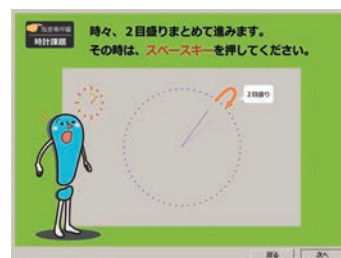 時計課題
時々、２目盛りまとめて進みます。
その時は、スペースキーを押してください。
２目盛り
戻る
次へ